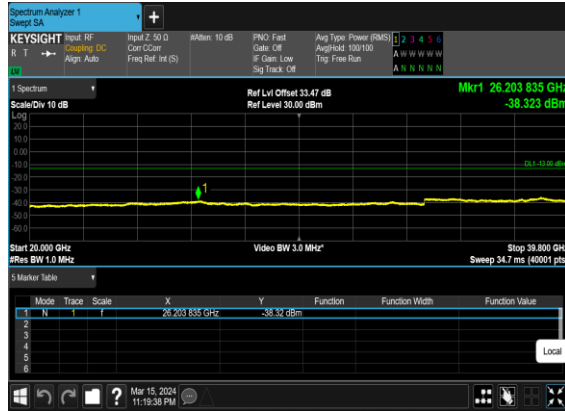 Spectrum Analyzer 1
Swept SA
+
KEYSIGHT Input: RF Input Z: 50 Ω #Atten: 10 dB PNO: Fast Avg Type: Power (RMS) 1 2 3 4 5 6
R T Coupling: DC Corr CCorr Gate: Off Avg|Hold: 100/100 A W W W W W
Align: Auto Freq Ref: Int (S) IF Gain: Low Trig: Free Run
Sig Track: Off A N N N N N
1 Spectrum Ref Lvl Offset 33.47 dB Mkr1 26.203 835 GHz
Scale/Div 10 dB Ref Level 30.00 dBm -38.323 dBm
Log
20.0
10.0
0.00
-10.0 DL1 -13.00 dBm
-20.0
-30.0 1
-40.0
-50.0
-60.0
Start 20.000 GHz Video BW 3.0 MHz* Stop 39.800 GHz
#Res BW 1.0 MHz Sweep 34.7 ms (40001 pts)
5 Marker Table
Mode Trace Scale X Y Function Function Width Function Value
1 N 1 f 26.203 835 GHz -38.32 dBm
2
3
4
5
6
Local
? Mar 15, 2024
11:19:38 PM